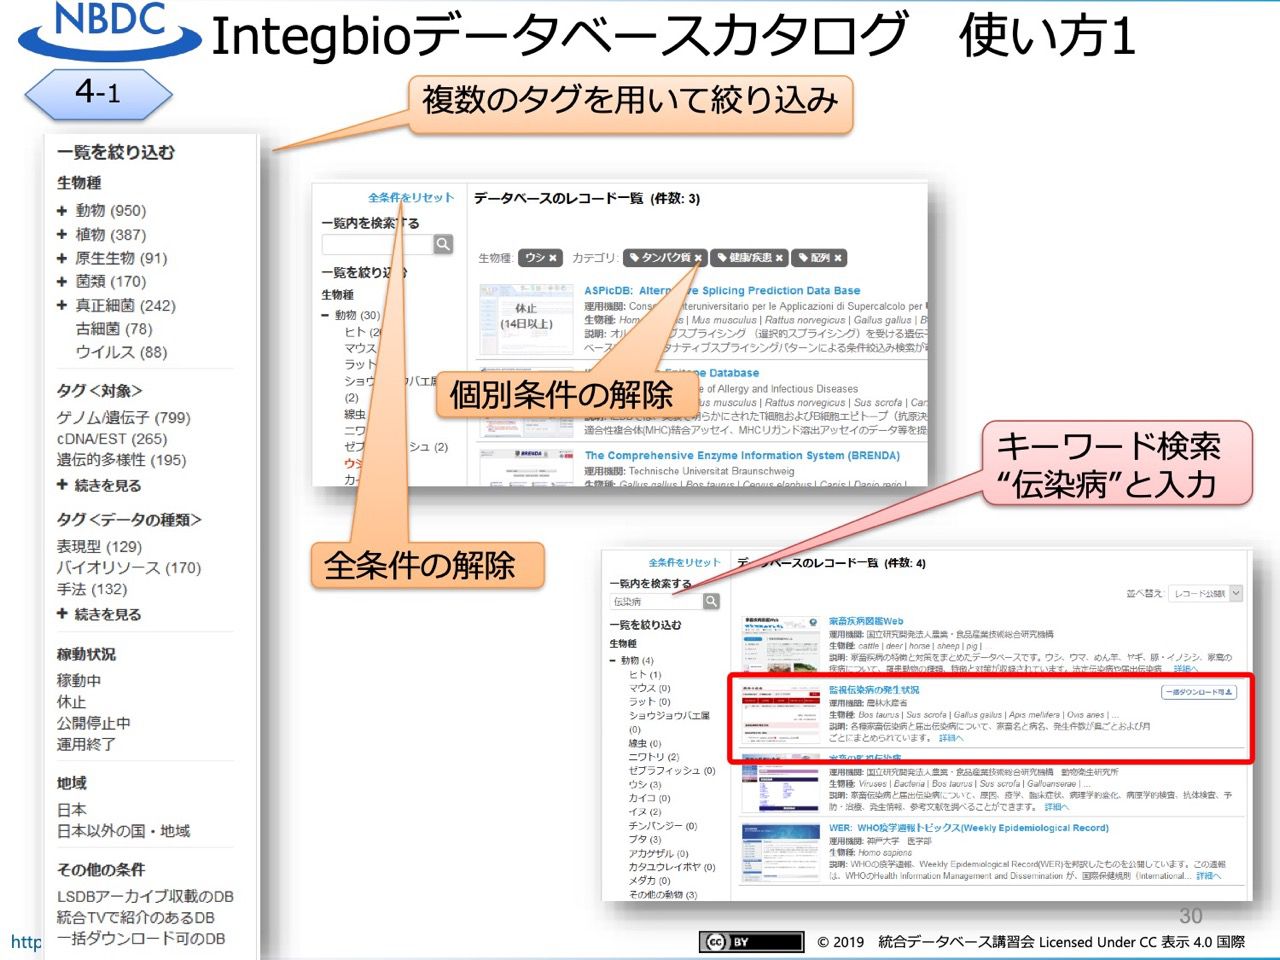 NBDC
Integbioデータベースカタログ　使い方1
4-1
複数のタグを用いて絞り込み
一覧を絞り込む
生物種
+ 動物 (950)
+ 植物 (387)
+ 原生生物 (91)
+ 菌類 (170)
+ 真正細菌 (242)
古細菌 (78)
ウイルス (88)
タグ＜対象＞
ゲノム/遺伝子 (799)
cDNA/EST (265)
遺伝的多様性 (195)
+ 続きを見る
タグ＜データの種類＞
表現型 (129)
バイオリソース (170)
手法 (132)
+ 続きを見る
稼動状況
稼動中
休止
公開停止中
運用終了
地域
日本
日本以外の国・地域
その他の条件
LSDBアーカイブ収載のDB
統合TVで紹介のあるDB
一括ダウンロード可のDB
http
全条件をリセット
一覧内を検索する
一覧を絞り込む
生物種
− 動物 (30)
ヒト
マウス
ラット
ショウジョウバエ属
(2)
線虫
ニワ
ゼブラフィッシュ (2)
データベースのレコード一覧 (件数: 3)
生物種: ウシ ✖ カテゴリ: タンパク質 ✖ 健康/疾患 ✖ 配列 ✖
休止
(14日以上)
ASPicDB: Alternative Splicing Prediction Data Base
運用機関: Consorzio Interuniversitario per le Applicazioni di Supercalcolo per
生物種: Homo | Mus musculus | Rattus norvegicus | Gallus gallus | B
説明: オルタナティブスプライシング（選択的スプライシング）を受ける遺伝子
ベース タナティブスプライシングパターンによる条件絞込み検索が
Epitope Database
e of Allergy and Infectious Diseases
us musculus | Rattus norvegicus | Sus scrofa | Can
明らかにされたT細胞およびB細胞エピトープ（抗原決
適合性複合体(MHC)結合アッセイ、MHCリガンド溶出アッセイのデータ等を提
BRENDA
The Comprehensive Enzyme Information System (BRENDA)
運用機関: Technische Universitat Braunschweig
生物種: Gallus gallus | Bos taurus | Cervus elaphus | Canis | Danio rerio |
個別条件の解除
全条件の解除
キーワード検索
“伝染病”と入力
全条件をリセット
一覧内を検索する
伝染病
一覧を絞り込む
生物種
− 動物 (4)
ヒト (1)
マウス (0)
ラット (0)
ショウジョウバエ属
(0)
線虫 (0)
ニワトリ (2)
ゼブラフィッシュ (0)
ウシ (3)
カイコ (0)
イヌ (2)
チンパンジー (0)
ブタ (3)
アカゲザル (0)
カタユウレイボヤ (0)
メダカ (0)
その他の動物 (3)
データベースのレコード一覧 (件数: 4)
並べ替え: レコード公開順
家畜疾病図鑑Web
運用機関: 国立研究開発法人農業・食品産業技術総合研究機構
生物種: cattle | deer | horse | sheep | pig | ...
説明: 家畜疾病の特徴と対策をまとめたデータベースです。ウシ、ウマ、めん羊、ヤギ、豚・イノシシ、家禽の
疾病について、罹患動物の種類、特徴と対策が収録されています。法定伝染病や届出伝染病 ... 詳細へ
監視伝染病の発生状況
一括ダウンロード可
運用機関: 農林水産省
生物種: Bos taurus | Sus scrofa | Gallus gallus | Apis mellifera | Ovis aries | ...
説明: 各種家畜伝染病と届出伝染病について、家畜名と病名、発生件数が県ごとおよび月
ごとにまとめられています。 詳細へ
家畜の監視伝染病
運用機関: 国立研究開発法人農業・食品産業技術総合研究機構　動物衛生研究所
生物種: Viruses | Bacteria | Bos taurus | Sus scrofa | Galloanserae | ...
説明: 家畜伝染病と届出伝染病について、原因、疫学、臨床症状、病理学的変化、病原学的検査、抗体検査、予
防・治療、発生情報、参考文献を調べることができます。 詳細へ
WER: WHO疫学週報トピックス(Weekly Epidemiological Record)
運用機関: 神戸大学　医学部
生物種: Homo sapiens
説明: WHOの疫学週報、Weekly Epidemiological Record(WER)を邦訳したものを公開しています。この週報
は、WHOのHealth Information Management and Dissemination が、国際保健規則（International... 詳細へ
30
CC BY
© 2019　統合データベース講習会 Licensed Under CC 表示 4.0 国際